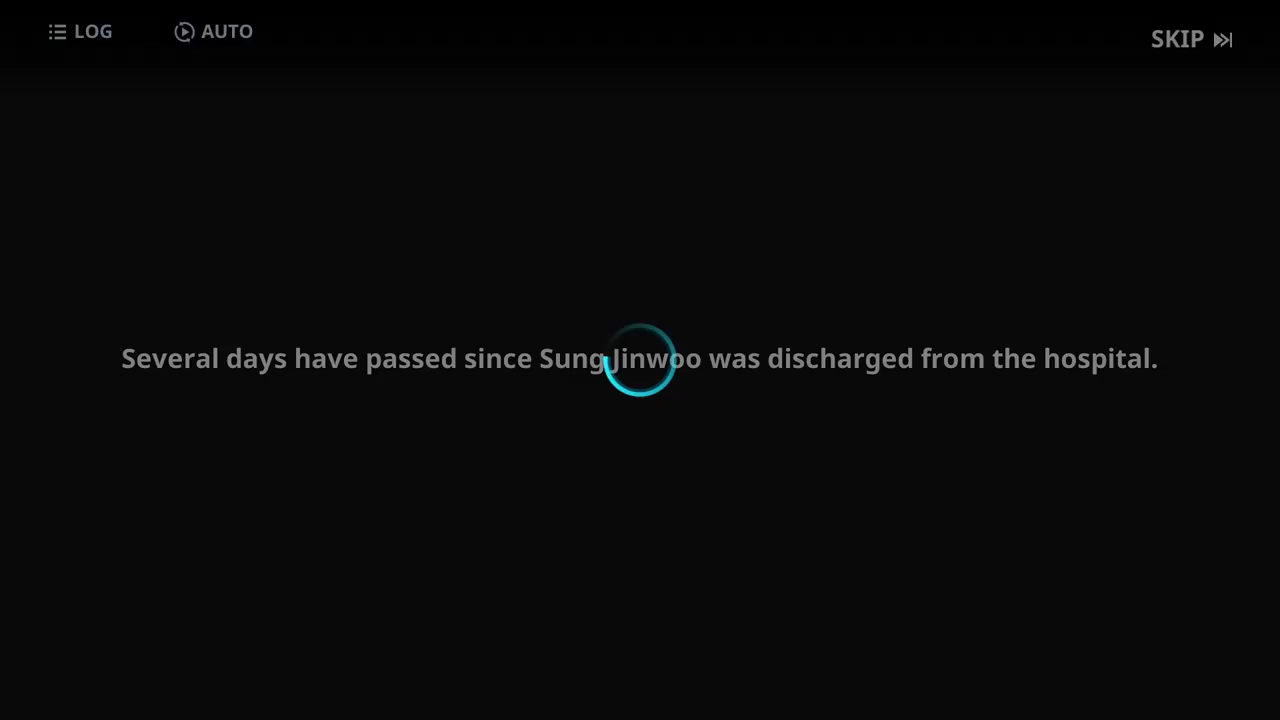 LOG
AUTO
SKIP
Several days have passed since Sung Jinwoo was discharged from the hospital.